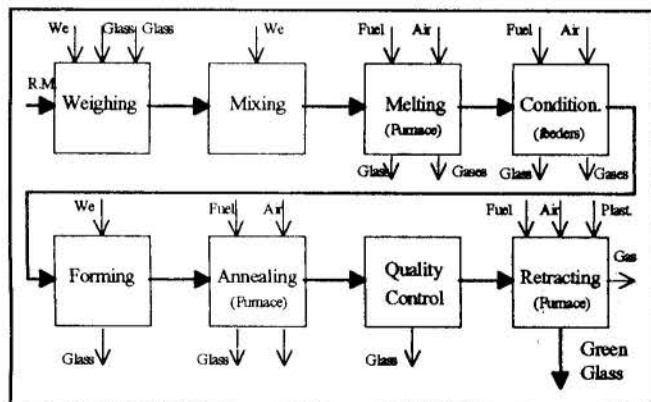 We Glass Glass We Fuel Air Fuel Air
R.M.
Weighing Mixing Melting Condition.
(Furnace) (feeders)
Glass Gases Glass Gases
We Fuel Air Fuel Air Plast.
Gas
Forming Annealing Quality Retracting
(Furnace) Control (Furnace)
Glass Glass Glass
Green
Glass